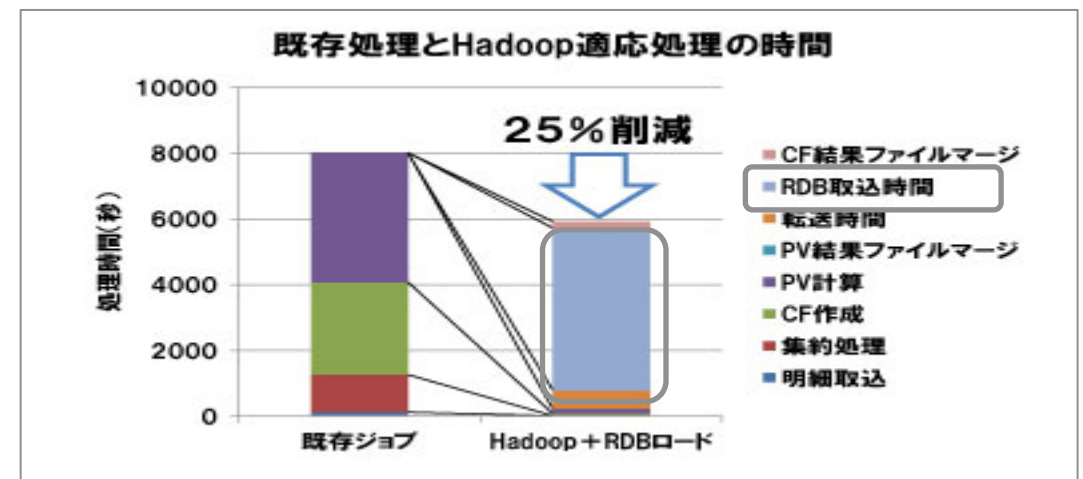 既存処理とHadoop適応処理の時間
10000
8000
6000
4000
2000
0
処理時間(秒)
25%削減
既存ジョブ
Hadoop+RDBロード
CF結果ファイルマージ
RDB取込時間
転送時間
PV結果ファイルマージ
PV計算
CF作成
集約処理
明細取込